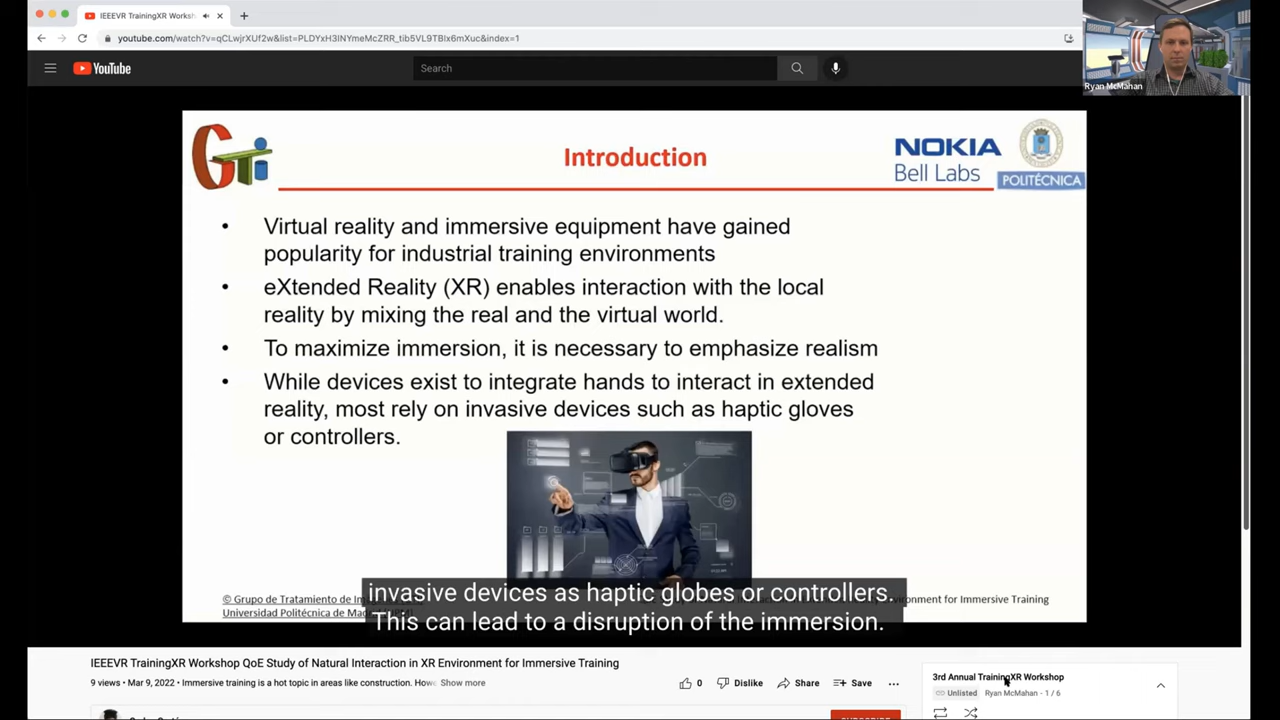 IEEEVR TrainingXR Worksh
youtube.com/watch?v=qCLwjrXUf2w&list=PLDYxH3INYmeMcZRR_tib5VL9TBlx6mXuc&index=1
Ryan McMahan
YouTube
Search
GTi
Introduction
NOKIA
Bell Labs
POLITÉCNICA
• Virtual reality and immersive equipment have gained
popularity for industrial training environments
• eXtended Reality (XR) enables interaction with the local
reality by mixing the real and the virtual world.
• To maximize immersion, it is necessary to emphasize realism
• While devices exist to integrate hands to interact in extended
reality, most rely on invasive devices such as haptic gloves
or controllers.
invasive devices as haptic globes or controllers.
This can lead to a disruption of the immersion.
© Grupo de Tratamiento de
Universidad Politécnica de
vironment for Immersive Training
IEEEVR TrainingXR Workshop QoE Study of Natural Interaction in XR Environment for Immersive Training
9 views • Mar 9, 2022 • Immersive training is a hot topic in areas like construction. Show more
0 Dislike Share Save ...
3rd Annual TrainingXR Workshop
Unlisted Ryan McMahan - 1 / 6